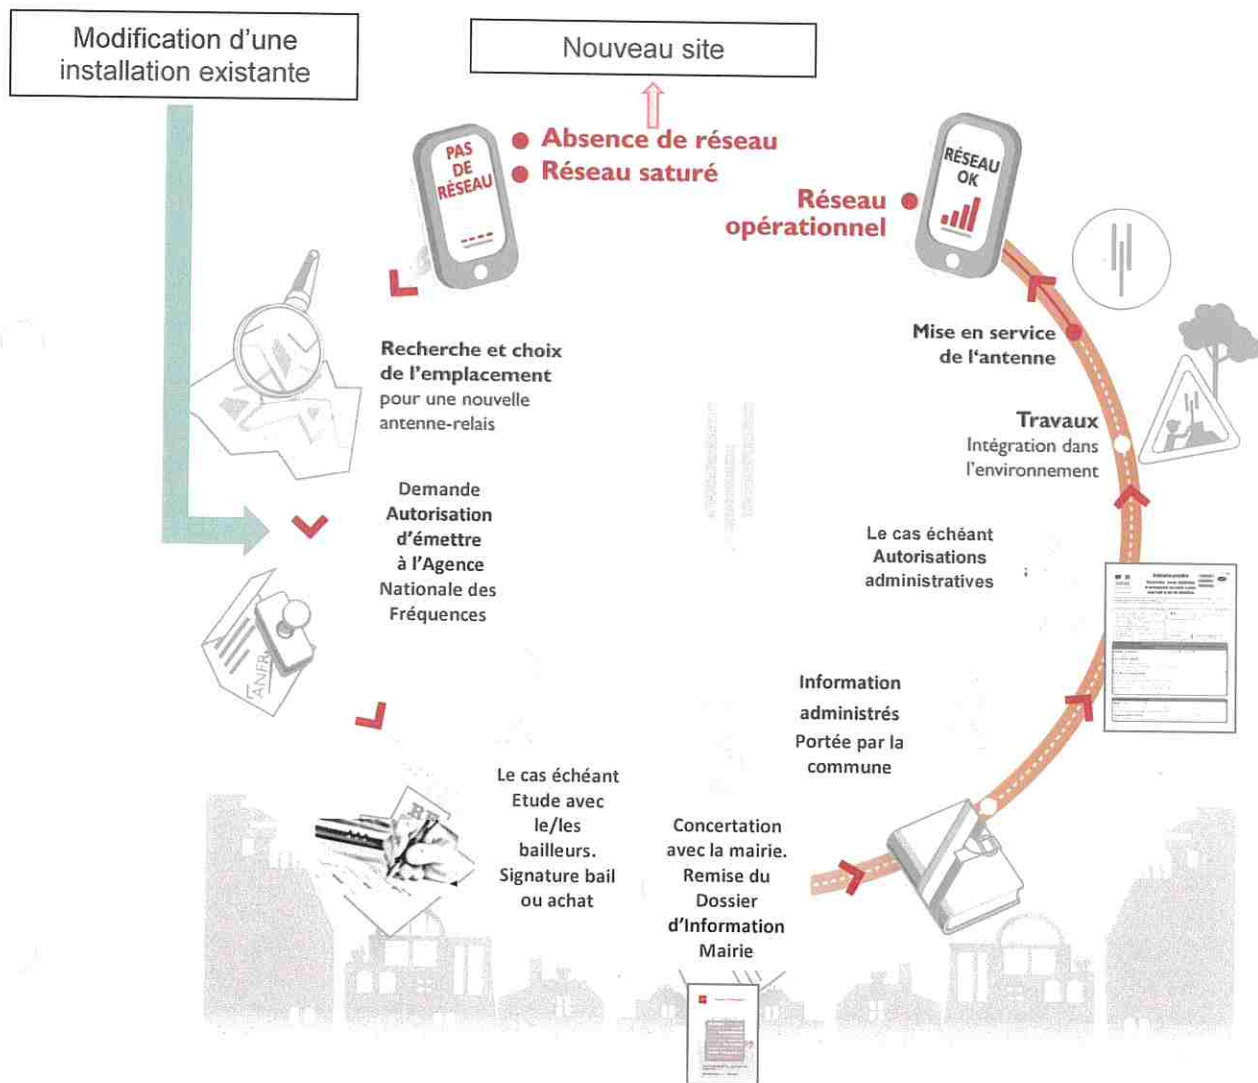 Modification d'une
installation existante
Nouveau site
PAS
DE
RÉSEAU
Absence de réseau
Réseau saturé
RÉSEAU
OK
Réseau
opérationnel
Recherche et choix
de l'emplacement
pour une nouvelle
antenne-relais
Mise en service
de l'antenne
Travaux
Intégration dans
l'environnement
Demande
Autorisation
d'émettre
à l'Agence
Nationale des
Fréquences
ANFR
Le cas échéant
Autorisations
administratives
Information
administrés
Portée par la
commune
Le cas échéant
Etude avec
le/les
bailleurs.
Signature bail
ou achat
Concertation
avec la mairie.
Remise du
Dossier
d'Information
Mairie